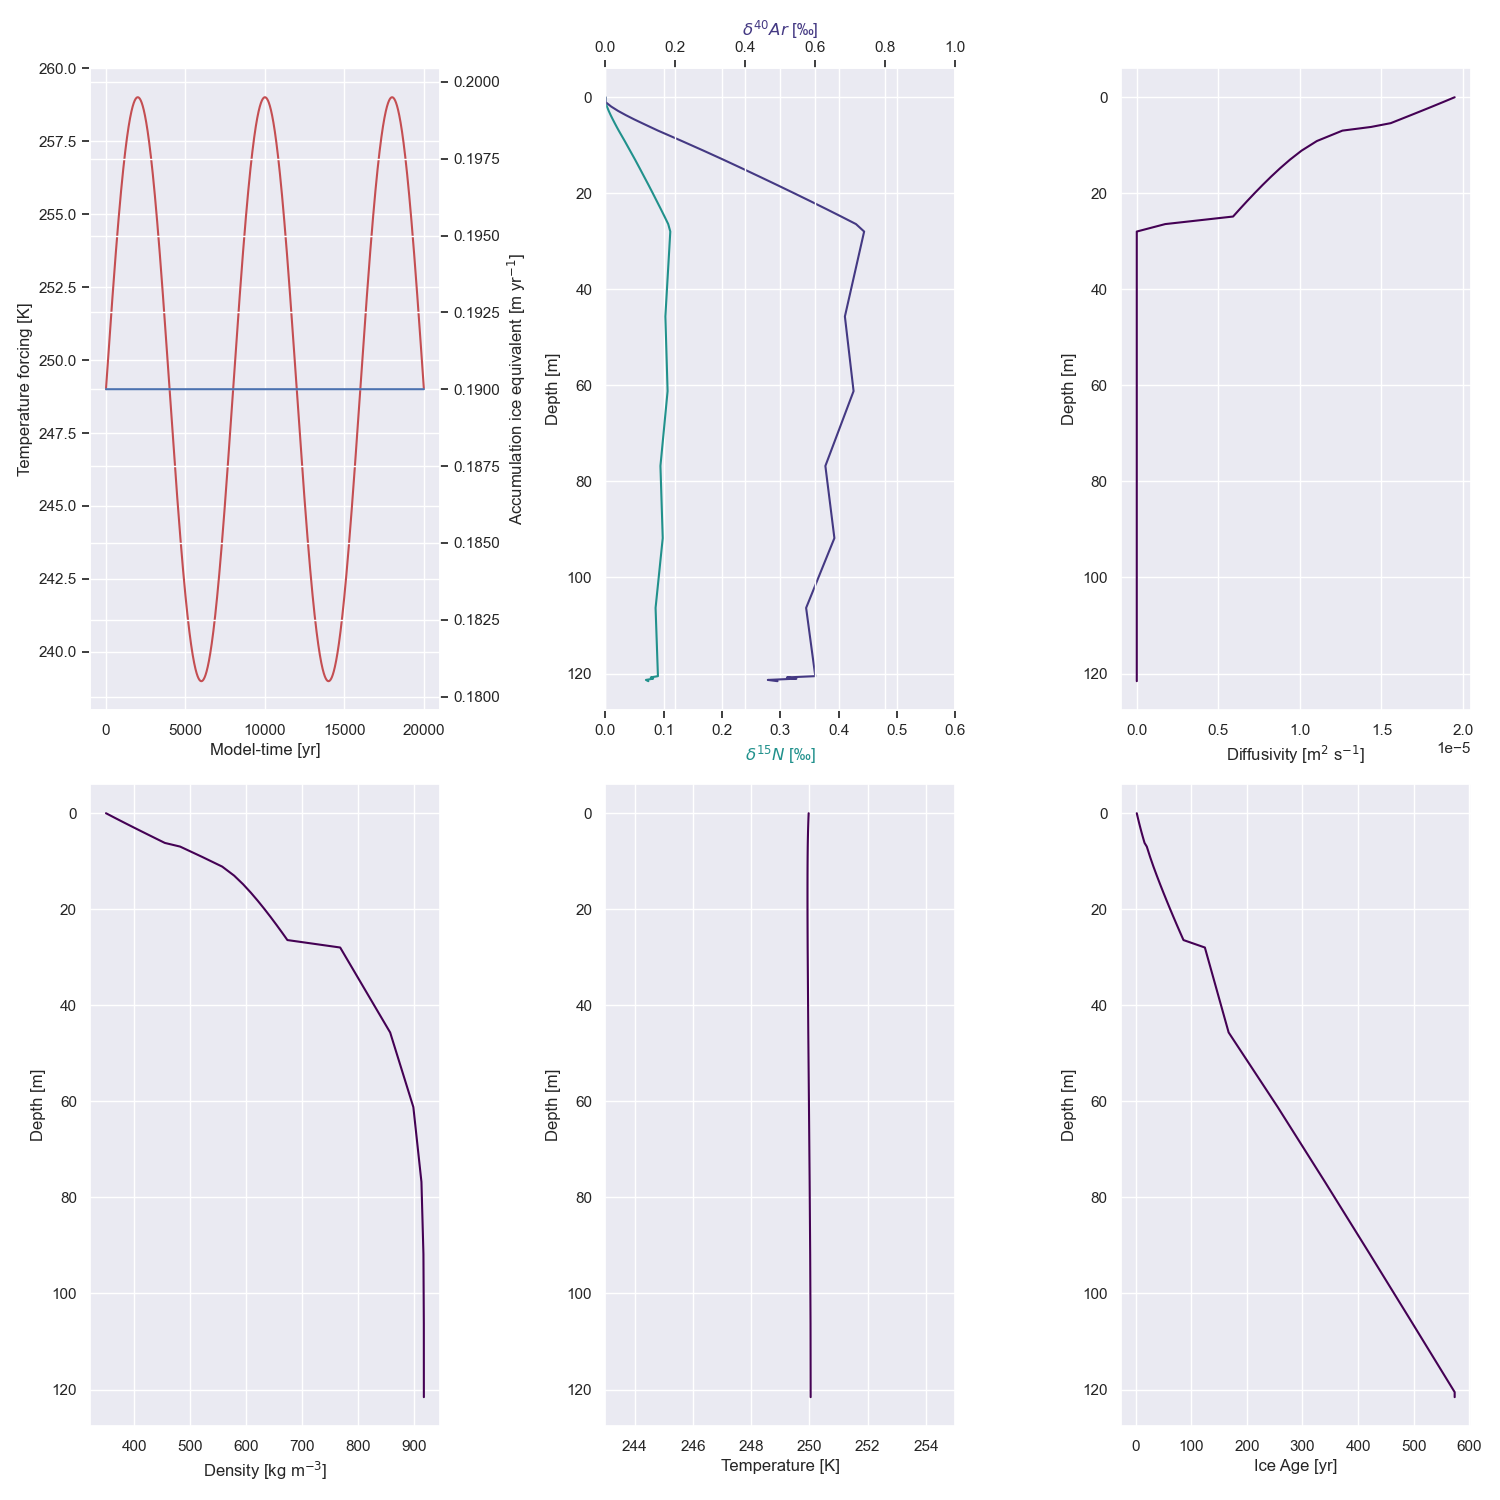 260.0
257.5
255.0
252.5
250.0
247.5
245.0
242.5
240.0
Temperature forcing [K]
0 5000 10000 15000 20000
Model-time [yr]
0.2000
0.1975
0.1950
0.1925
0.1900
0.1875
0.1850
0.1825
0.1800
Accumulation ice equivalent [m yr⁻¹]
δ⁴⁰Ar [‰]
0.0 0.2 0.4 0.6 0.8 1.0
0
20
40
60
80
100
120
Depth [m]
0.0 0.1 0.2 0.3 0.4 0.5 0.6
δ¹⁵N [‰]
0
20
40
60
80
100
120
Depth [m]
0.0 0.5 1.0 1.5 2.0
1e-5
Diffusivity [m² s⁻¹]
0
20
40
60
80
100
120
Depth [m]
400 500 600 700 800 900
Density [kg m⁻³]
0
20
40
60
80
100
120
Depth [m]
244 246 248 250 252 254
Temperature [K]
0
20
40
60
80
100
120
Depth [m]
0 100 200 300 400 500 600
Ice Age [yr]